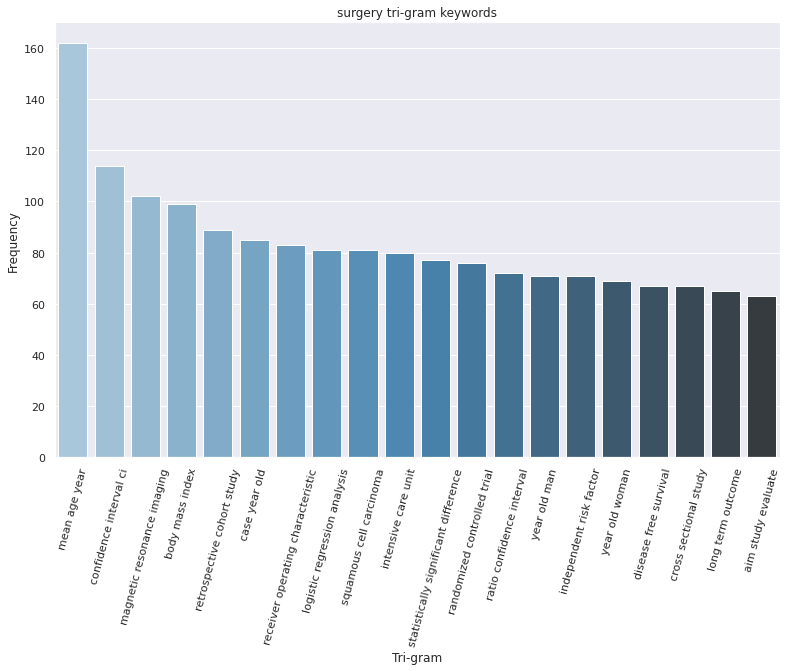 surgery tri-gram keywords
Frequency
160
140
120
100
80
60
40
20
0
mean age year
confidence interval ci
magnetic resonance imaging
body mass index
retrospective cohort study
case year old
receiver operating characteristic
logistic regression analysis
squamous cell carcinoma
intensive care unit
statistically significant difference
randomized controlled trial
ratio confidence interval
year old man
independent risk factor
year old woman
disease free survival
cross sectional study
long term outcome
aim study evaluate
Tri-gram